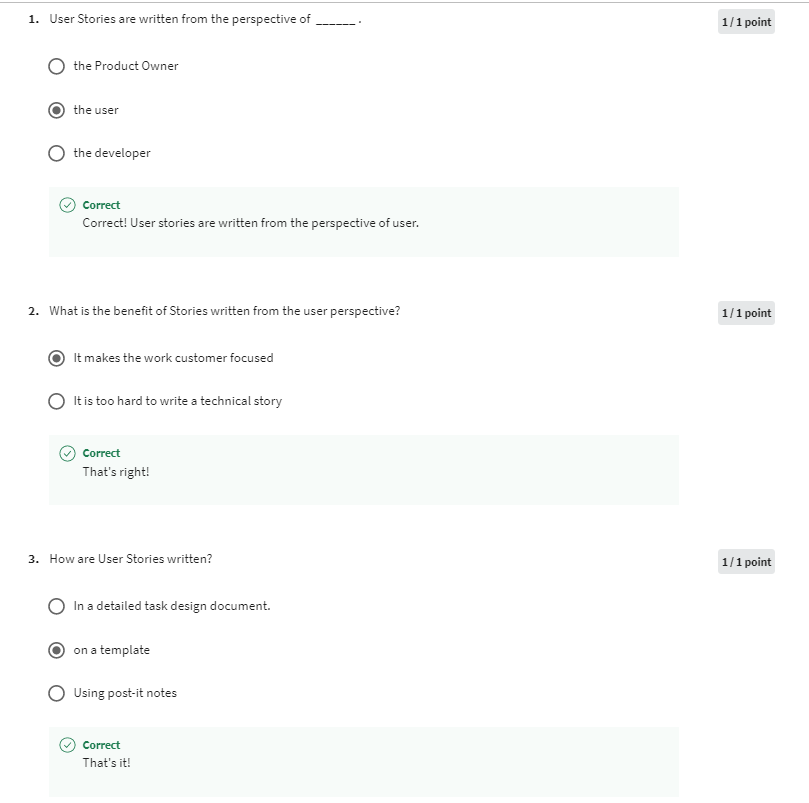 1. User Stories are written from the perspective of ______ .
1 / 1 point
the Product Owner
the user
the developer
Correct
Correct! User stories are written from the perspective of user.
2. What is the benefit of Stories written from the user perspective?
1 / 1 point
It makes the work customer focused
It is too hard to write a technical story
Correct
That's right!
3. How are User Stories written?
1 / 1 point
In a detailed task design document.
on a template
Using post-it notes
Correct
That's it!